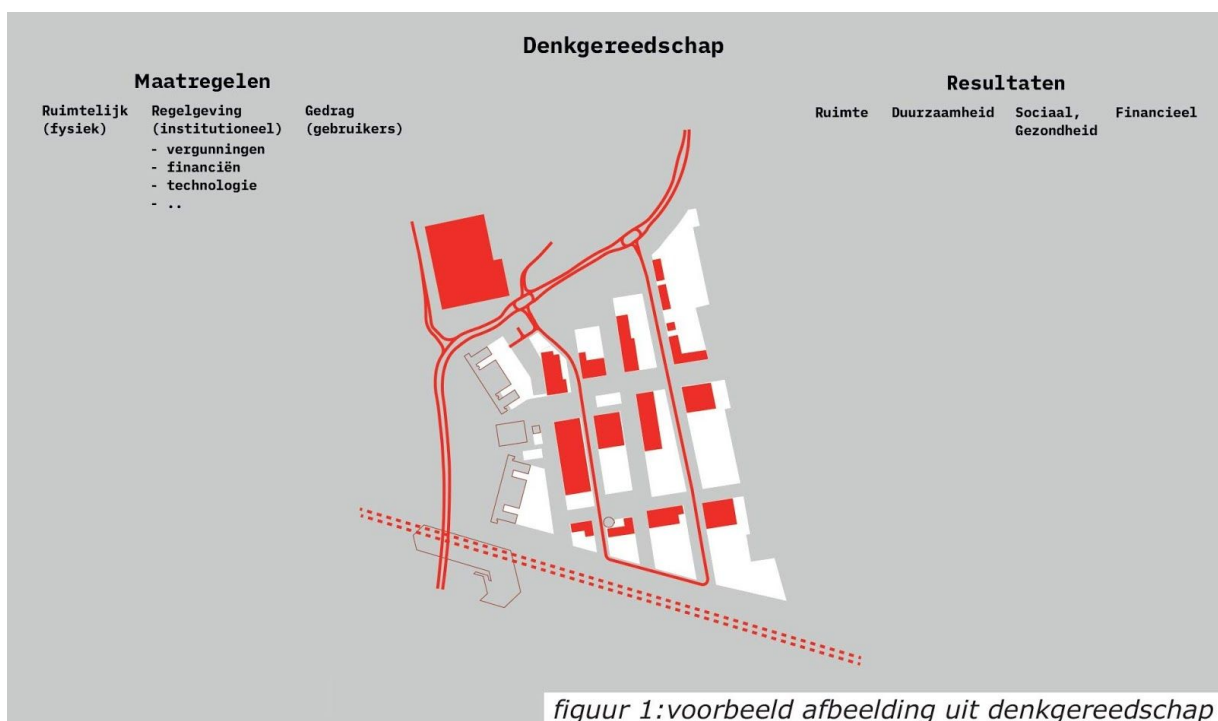 Denkgereedschap
Maatregelen
Ruimtelijk
(fysiek)
Regelgeving
(institutioneel)
- vergunningen
- financiën
- technologie
- ..
Gedrag
(gebruikers)
Resultaten
Ruimte
Duurzaamheid
Sociaal,
Gezondheid
Financieel
figuur 1:voorbeeld afbeelding uit denkgereedschap